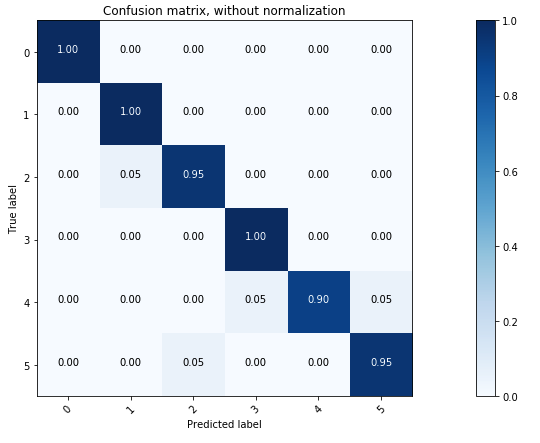 Confusion matrix, without normalization
True label
0 1.00 0.00 0.00 0.00 0.00 0.00
1 0.00 1.00 0.00 0.00 0.00 0.00
2 0.00 0.05 0.95 0.00 0.00 0.00
3 0.00 0.00 0.00 1.00 0.00 0.00
4 0.00 0.00 0.00 0.05 0.90 0.05
5 0.00 0.00 0.05 0.00 0.00 0.95
0 1 2 3 4 5
Predicted label
1.0
0.8
0.6
0.4
0.2
0.0